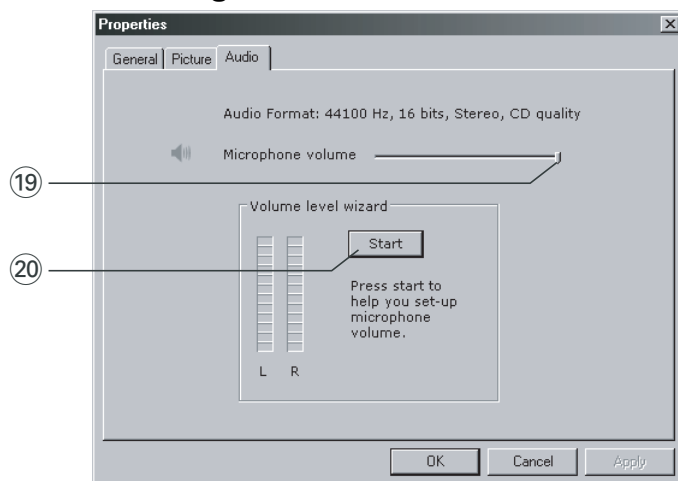 Properties
General Picture Audio
Audio Format: 44100 Hz, 16 bits, Stereo, CD quality
Microphone volume
19
Volume level wizard
Start
20
Press start to
help you set-up
microphone
volume.
L R
OK Cancel Apply